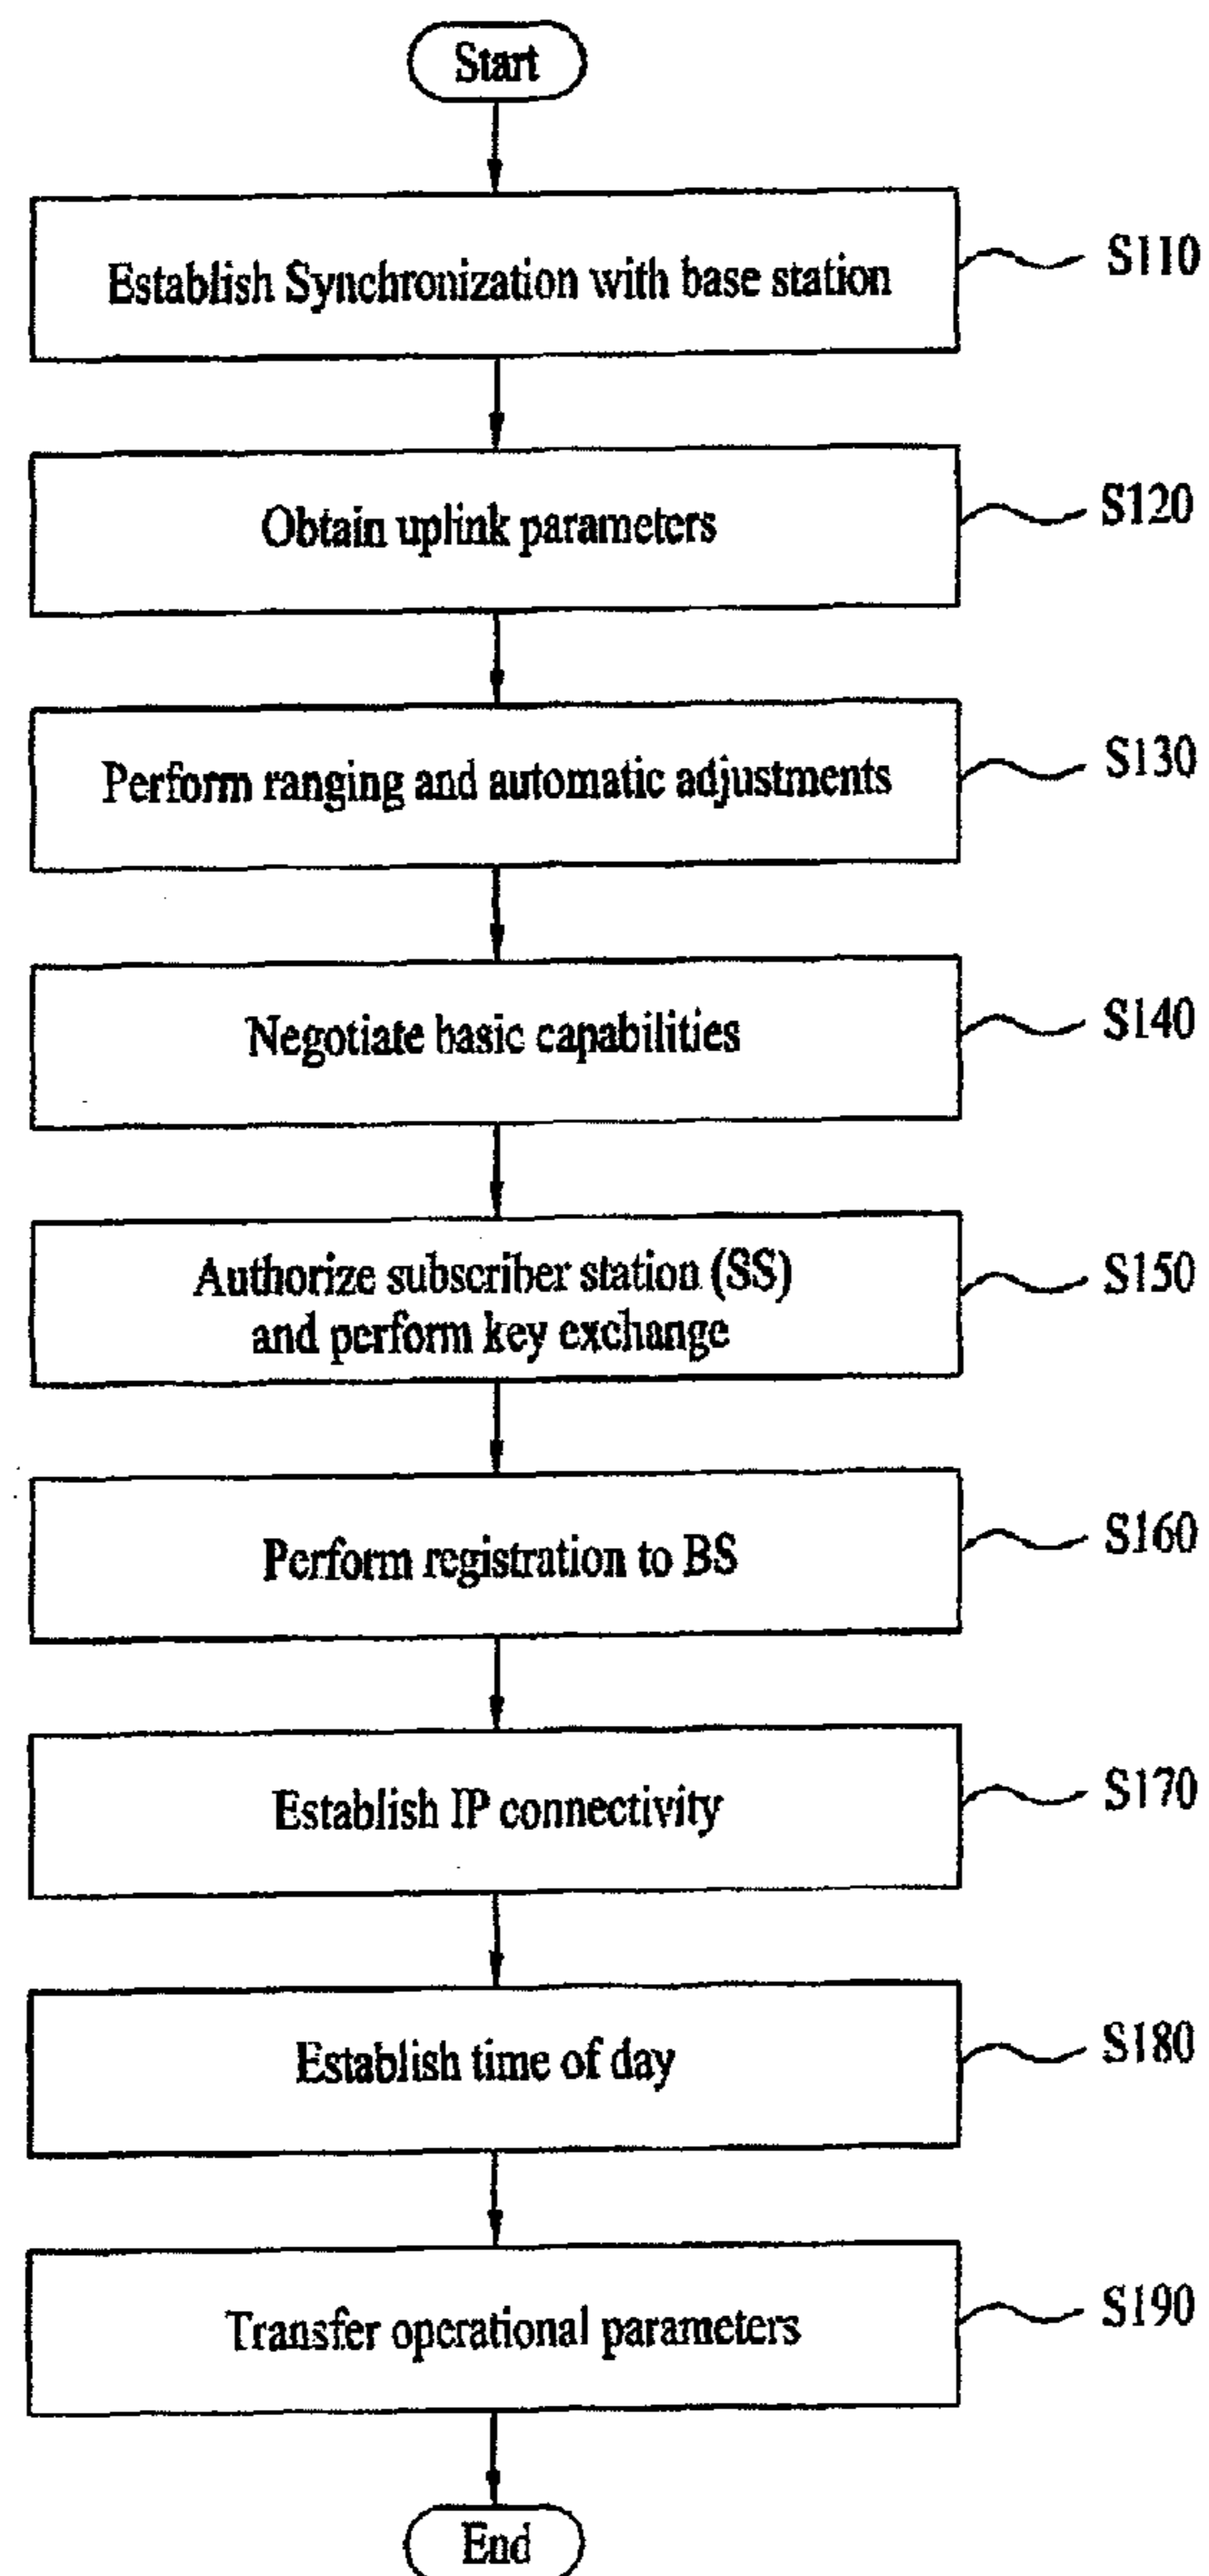 Start
Establish Synchronization with base station
S110
Obtain uplink parameters
S120
Perform ranging and automatic adjustments
S130
Negotiate basic capabilities
S140
Authorize subscriber station (SS)
and perform key exchange
S150
Perform registration to BS
S160
Establish IP connectivity
S170
Establish time of day
S180
Transfer operational parameters
S190
End